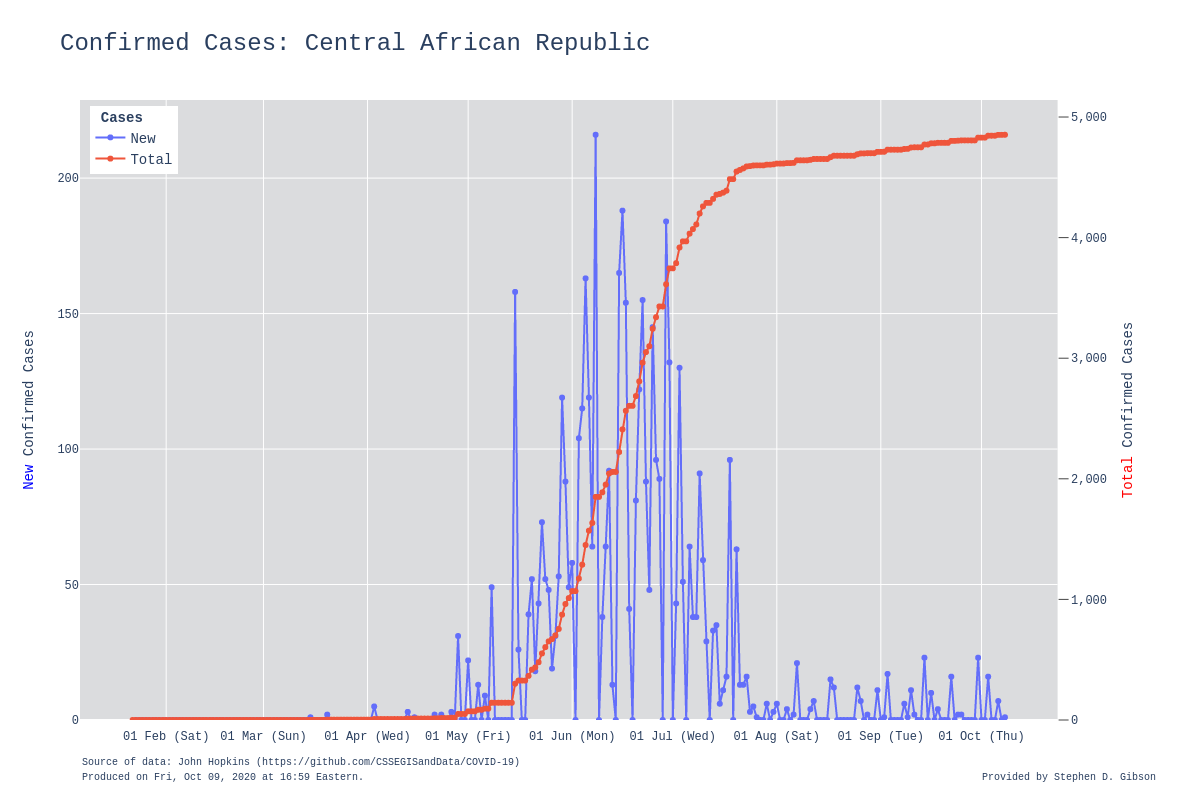 Confirmed Cases: Central African Republic
Cases
New
Total
200
150
100
50
0
5,000
4,000
3,000
2,000
1,000
0
New Confirmed Cases
Total Confirmed Cases
01 Feb (Sat) 01 Mar (Sun) 01 Apr (Wed) 01 May (Fri) 01 Jun (Mon) 01 Jul (Wed) 01 Aug (Sat) 01 Sep (Tue) 01 Oct (Thu)
Source of data: John Hopkins (https://github.com/CSSEGISandData/COVID-19)
Produced on Fri, Oct 09, 2020 at 16:59 Eastern.
Provided by Stephen D. Gibson